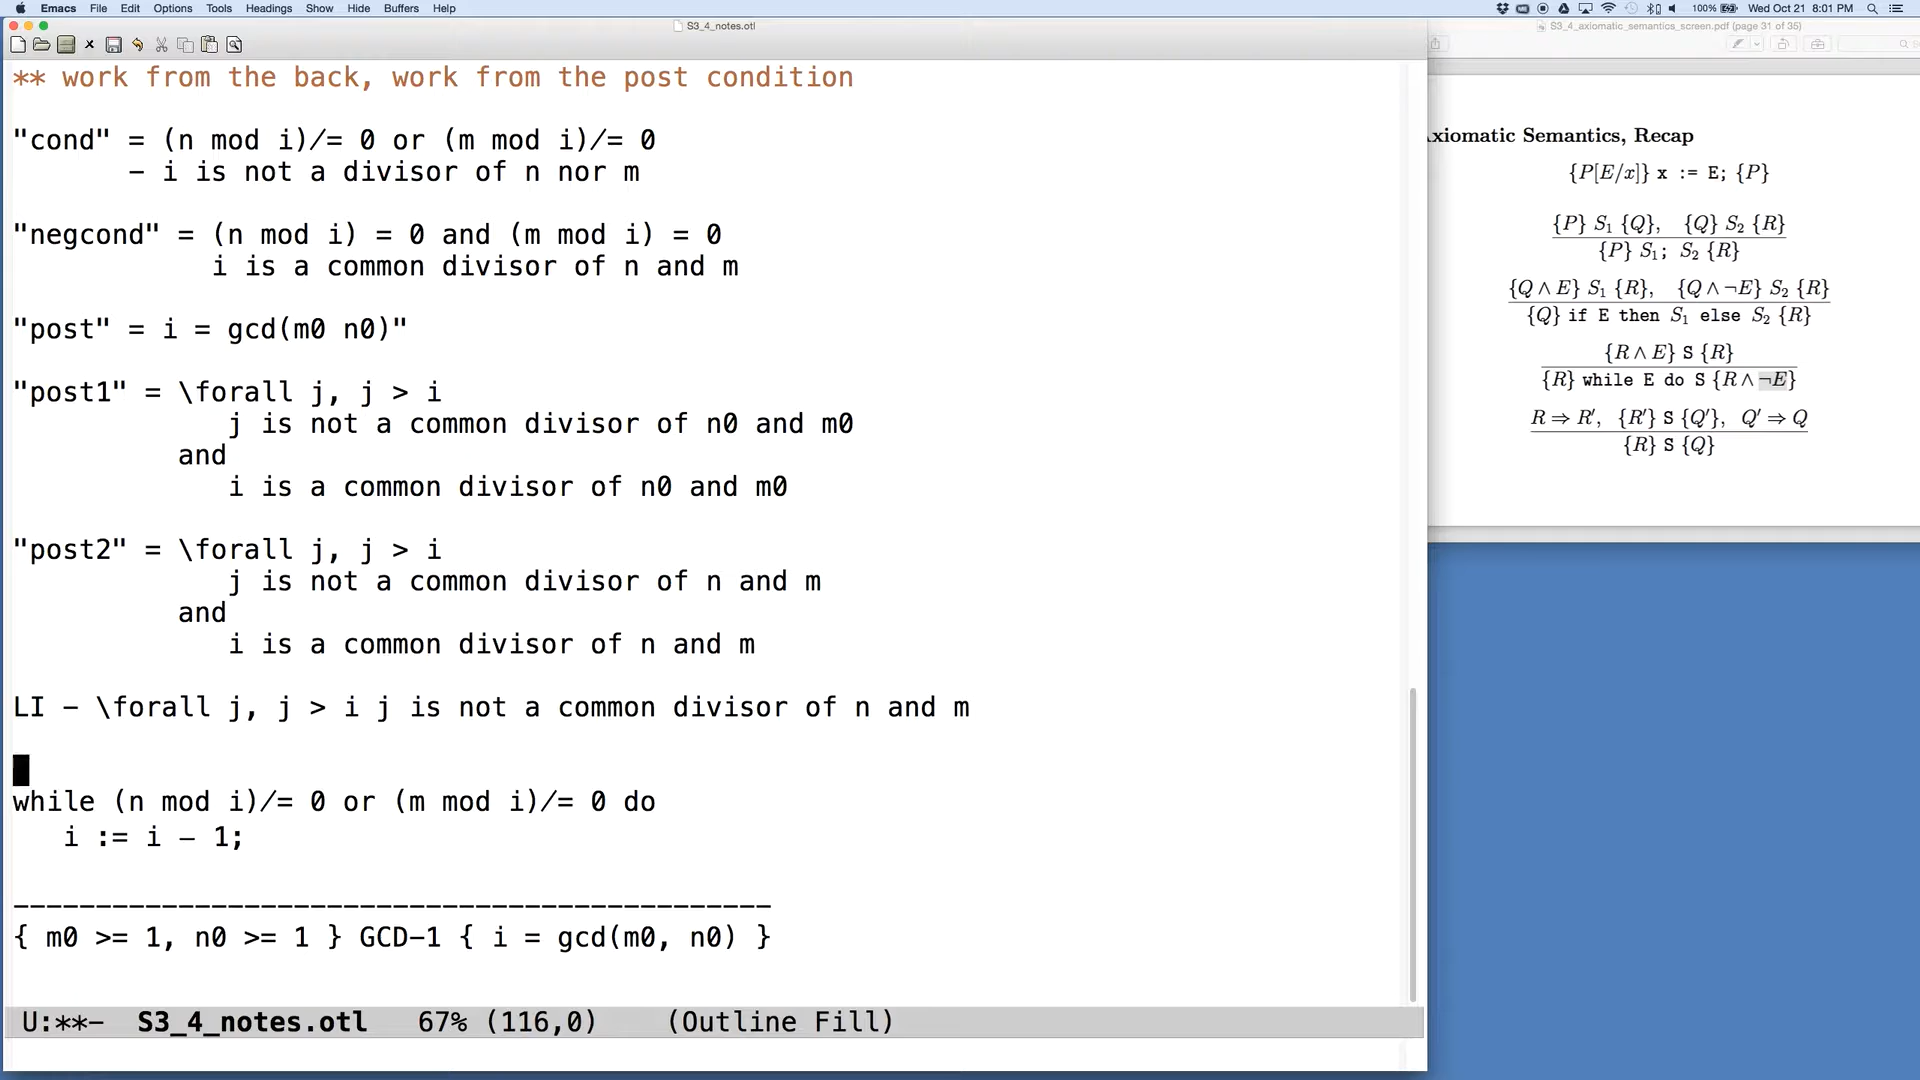 Emacs File Edit Options Tools Headings Show Hide Buffers Help
100% Wed Oct 21 8:01 PM
S3_4_notes.otl
S3_4_axiomatic_semantics_screen.pdf (page 31 of 35)
** work from the back, work from the post condition
"cond" = (n mod i)/= 0 or (m mod i)/= 0
- i is not a divisor of n nor m
"negcond" = (n mod i) = 0 and (m mod i) = 0
i is a common divisor of n and m
"post" = i = gcd(m0 n0)"
"post1" = \forall j, j > i
j is not a common divisor of n0 and m0
and
i is a common divisor of n0 and m0
"post2" = \forall j, j > i
j is not a common divisor of n and m
and
i is a common divisor of n and m
LI - \forall j, j > i j is not a common divisor of n and m
while (n mod i)/= 0 or (m mod i)/= 0 do
i := i - 1;
----------------------------------------------
{ m0 >= 1, n0 >= 1 } GCD-1 { i = gcd(m0, n0) }
U:**- S3_4_notes.otl 67% (116,0) (Outline Fill)
Axiomatic Semantics, Recap
{P[E/x]} x := E; {P}
{P} S₁ {Q}, {Q} S₂ {R}
{P} S₁; S₂ {R}
{Q ∧ E} S₁ {R}, {Q ∧ ¬E} S₂ {R}
{Q} if E then S₁ else S₂ {R}
{R ∧ E} S {R}
{R} while E do S {R ∧ ¬E}
R ⇒ R′, {R′} S {Q′}, Q′ ⇒ Q
{R} S {Q}